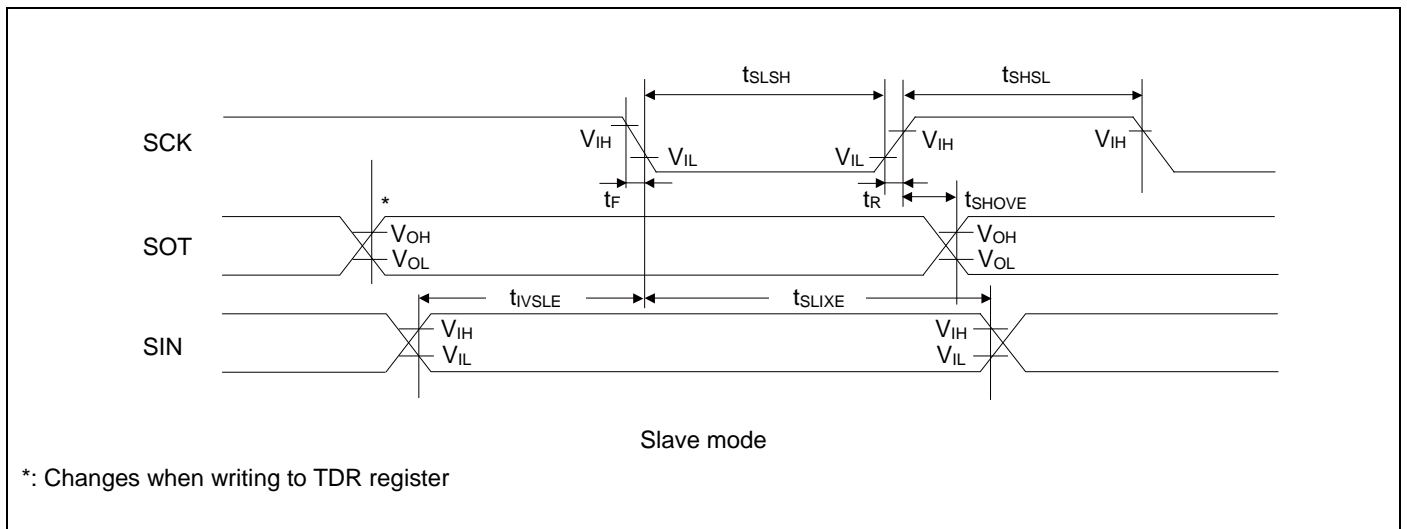 tSLSH
tSHSL
SCK
VIH
VIL
VIL
VIH
VIH
tF
tR
tSHOVE
*
SOT
VOH
VOL
VOH
VOL
tIVSLE
tSLIXE
SIN
VIH
VIL
VIH
VIL
Slave mode
*: Changes when writing to TDR register